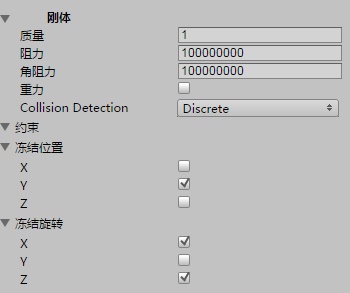 刚体
质量 1
阻力 100000000
角阻力 100000000
重力
Collision Detection Discrete
约束
冻结位置
X
Y
Z
冻结旋转
X
Y
Z